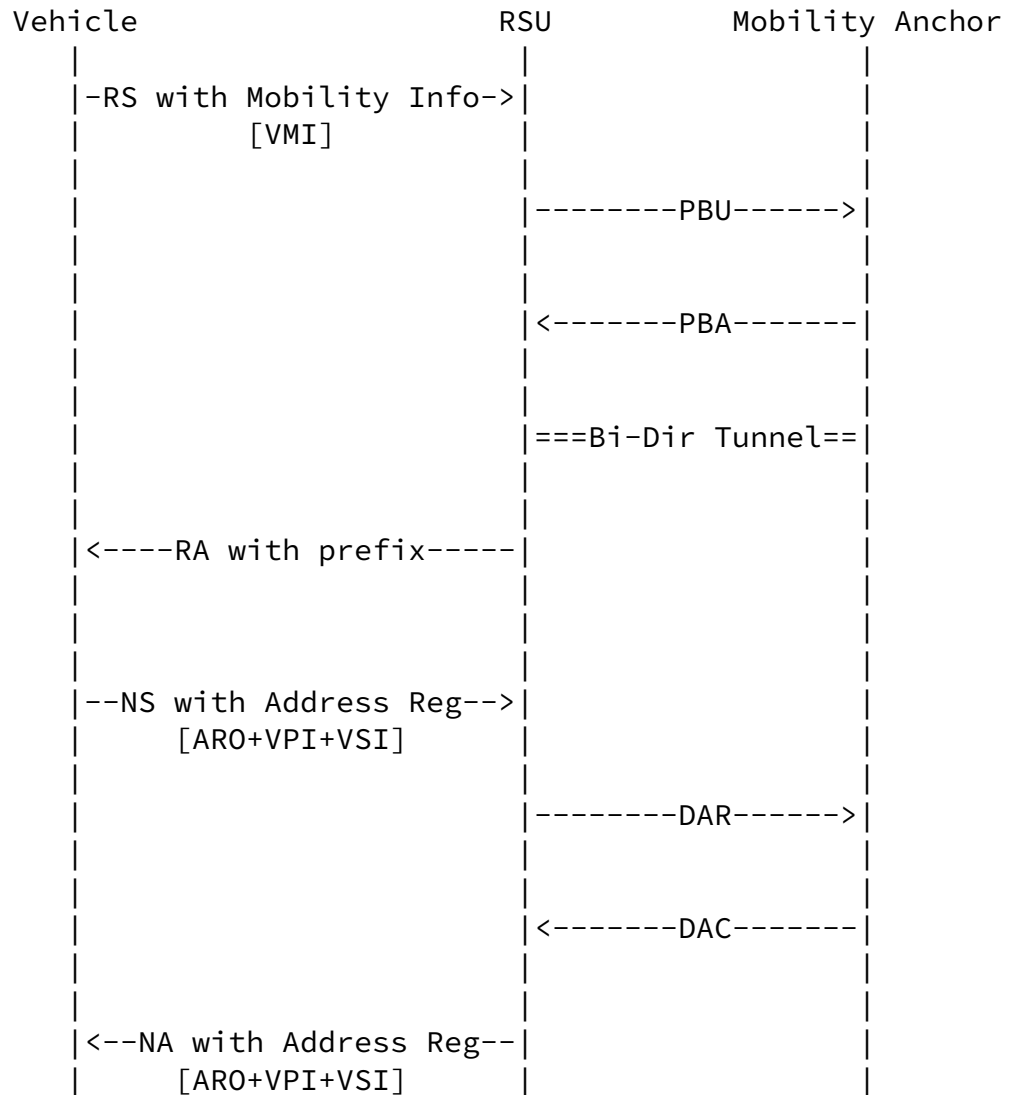 Vehicle RSU Mobility Anchor
-RS with Mobility Info->
[VMI]
--------PBU------>
<-------PBA-------
===Bi-Dir Tunnel==
<----RA with prefix-----
--NS with Address Reg-->
[ARO+VPI+VSI]
--------DAR------>
<-------DAC-------
<--NA with Address Reg--
[ARO+VPI+VSI]